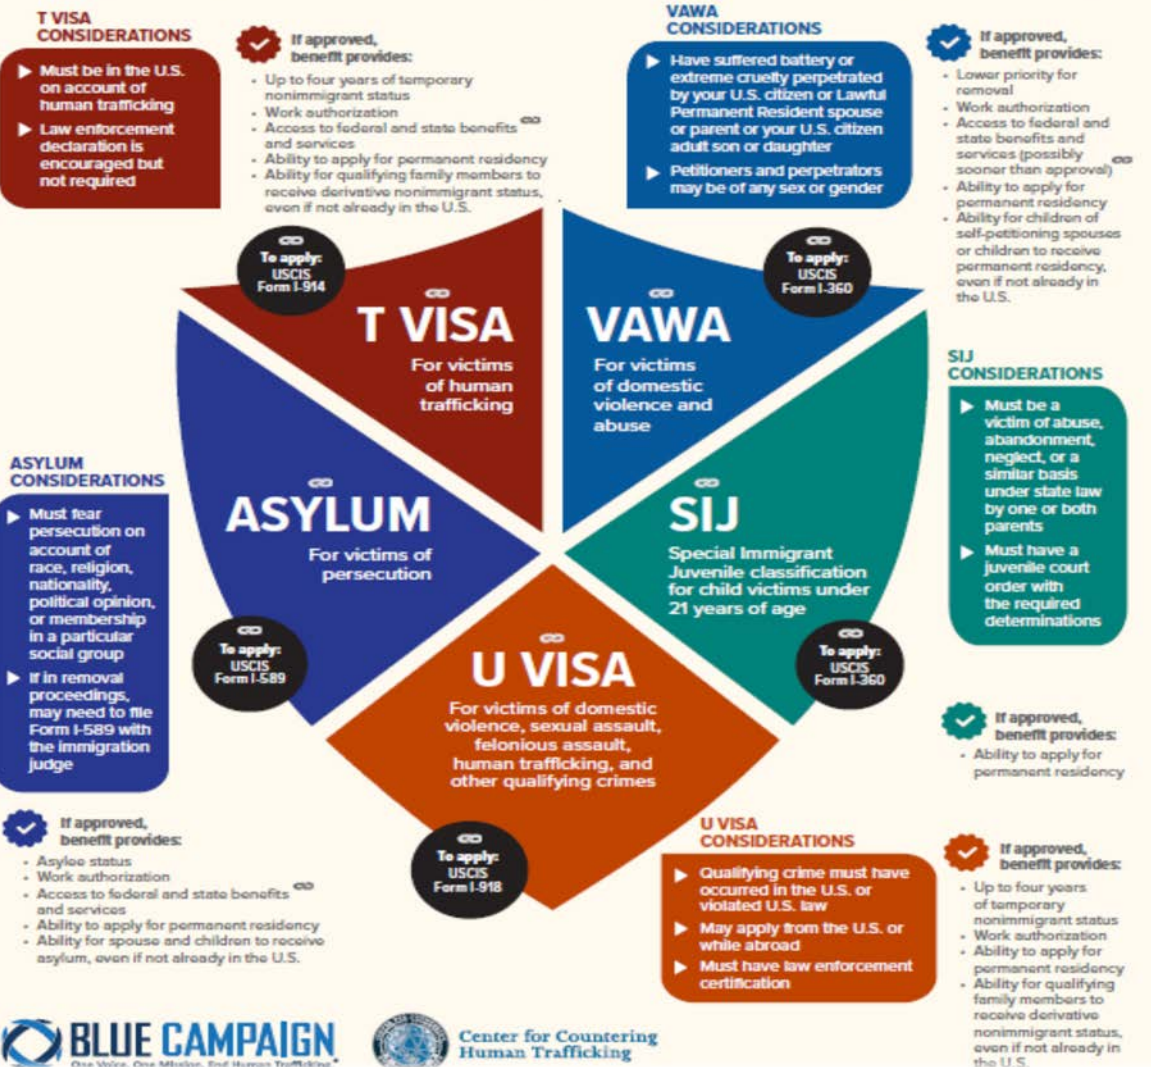 T VISA
CONSIDERATIONS
Must be in the U.S.
on account of
human trafficking
Law enforcement
declaration is
encouraged but
not required
If approved,
benefit provides:
• Up to four years of temporary
nonimmigrant status
• Work authorization
• Access to federal and state benefits
and services
• Ability to apply for permanent residency
• Ability for qualifying family members to
receive derivative nonimmigrant status,
even if not already in the U.S.
VAWA
CONSIDERATIONS
Have suffered battery or
extreme cruelty perpetrated
by your U.S. citizen or Lawful
Permanent Resident spouse
or parent or your U.S. citizen
adult son or daughter
Petitioners and perpetrators
may be of any sex or gender
If approved,
benefit provides:
• Lower priority for
removal
• Work authorization
• Access to federal and
state benefits and
services (possibly
sooner than approval)
• Ability to apply for
permanent residency
• Ability for children of
self-petitioning spouses
or children to receive
permanent residency,
even if not already in
the U.S.
To apply:
USCIS
Form I-914
T VISA
For victims
of human
trafficking
VAWA
For victims
of domestic
violence and
abuse
To apply:
USCIS
Form I-360
SIJ
CONSIDERATIONS
Must be a
victim of abuse,
abandonment,
neglect, or a
similar basis
under state law
by one or both
parents
Must have a
juvenile court
order with
the required
determinations
ASYLUM
CONSIDERATIONS
Must fear
persecution on
account of
race, religion,
nationality,
political opinion,
or membership
in a particular
social group
If in removal
proceedings,
may need to file
Form I-589 with
the immigration
judge
ASYLUM
For victims of
persecution
To apply:
USCIS
Form I-589
SIJ
Special Immigrant
Juvenile classification
for child victims under
21 years of age
To apply:
USCIS
Form I-360
U VISA
For victims of domestic
violence, sexual assault,
felonious assault,
human trafficking, and
other qualifying crimes
To apply:
USCIS
Form I-918
If approved,
benefit provides:
• Ability to apply for
permanent residency
If approved,
benefit provides:
• Asylee status
• Work authorization
• Access to federal and state benefits
and services
• Ability to apply for permanent residency
• Ability for spouse and children to receive
asylum, even if not already in the U.S.
U VISA
CONSIDERATIONS
Qualifying crime must have
occurred in the U.S. or
violated U.S. law
May apply from the U.S. or
while abroad
Must have law enforcement
certification
If approved,
benefit provides:
• Up to four years
of temporary
nonimmigrant status
• Work authorization
• Ability to apply for
permanent residency
• Ability for qualifying
family members to
receive derivative
nonimmigrant status,
even if not already in
the U.S.
BLUE CAMPAIGN
One Voice. One Mission. End Human Trafficking.
Center for Countering
Human Trafficking